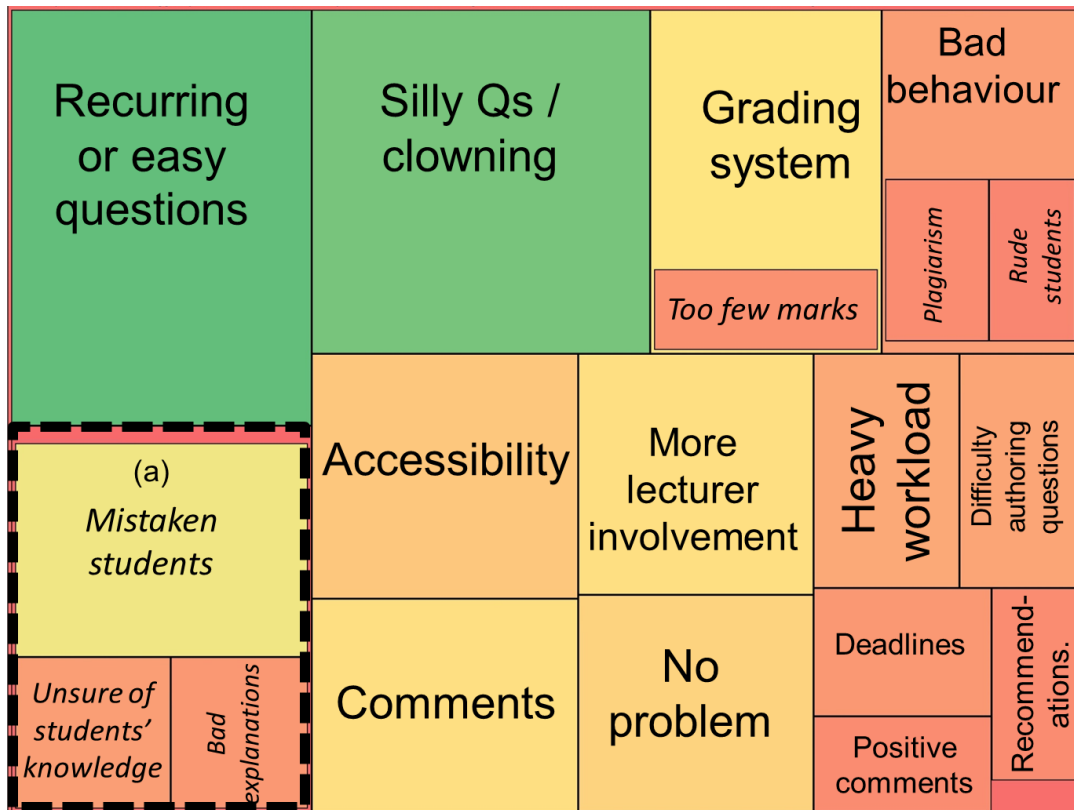 Recurring
or easy
questions
Silly Qs /
clowning
Grading
system
Too few marks
Bad
behaviour
Plagiarism
Rude
students
(a)
Mistaken
students
Unsure of
students’
knowledge
Bad
explanations
Accessibility
More
lecturer
involvement
Heavy
workload
Difficulty
authoring
questions
Comments
No
problem
Deadlines
Positive
comments
Recommend-
ations.